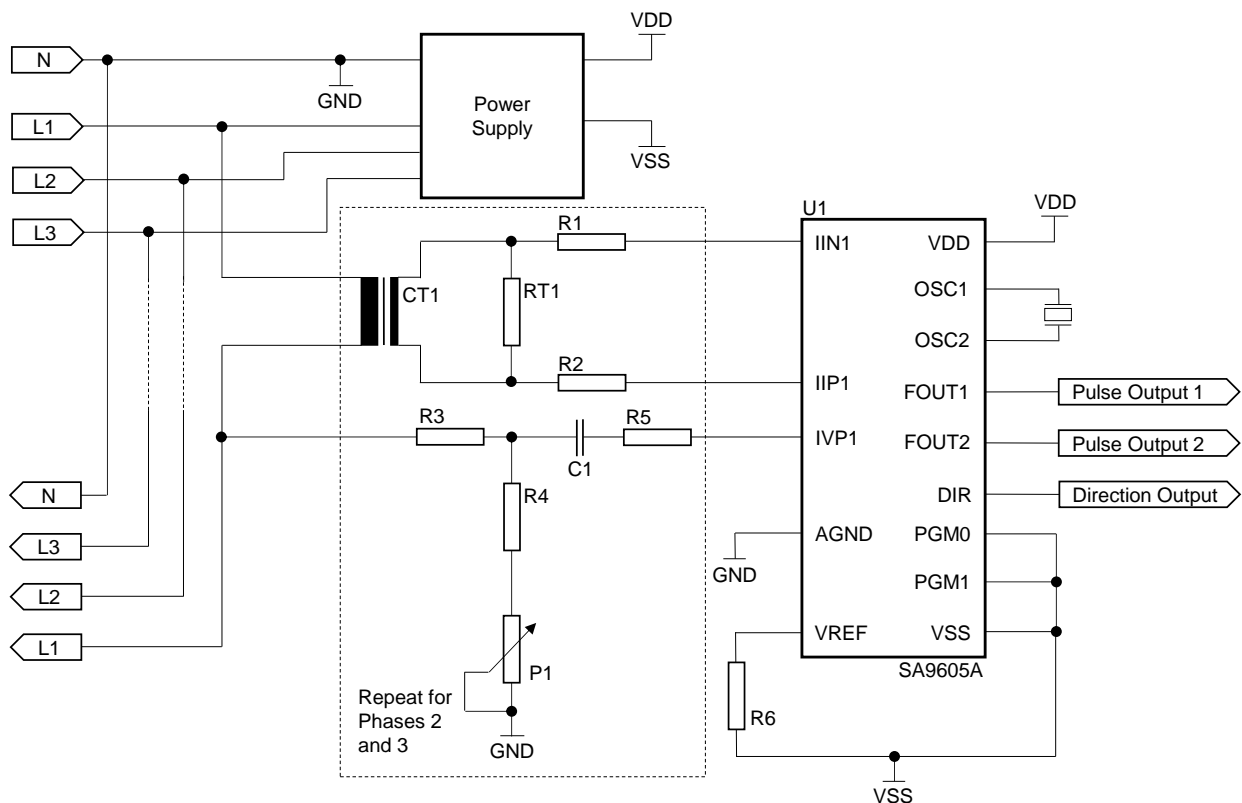 VDD
N
GND
Power
Supply
L1
VSS
L2
L3
U1
VDD
R1
IIN1
VDD
CT1
RT1
OSC1
OSC2
R2
IIP1
FOUT1
Pulse Output 1
R3
R5
IVP1
FOUT2
Pulse Output 2
C1
N
R4
DIR
Direction Output
L3
AGND
PGM0
GND
PGM1
L2
L1
VREF
VSS
P1
SA9605A
Repeat for
Phases 2
and 3
R6
GND
VSS